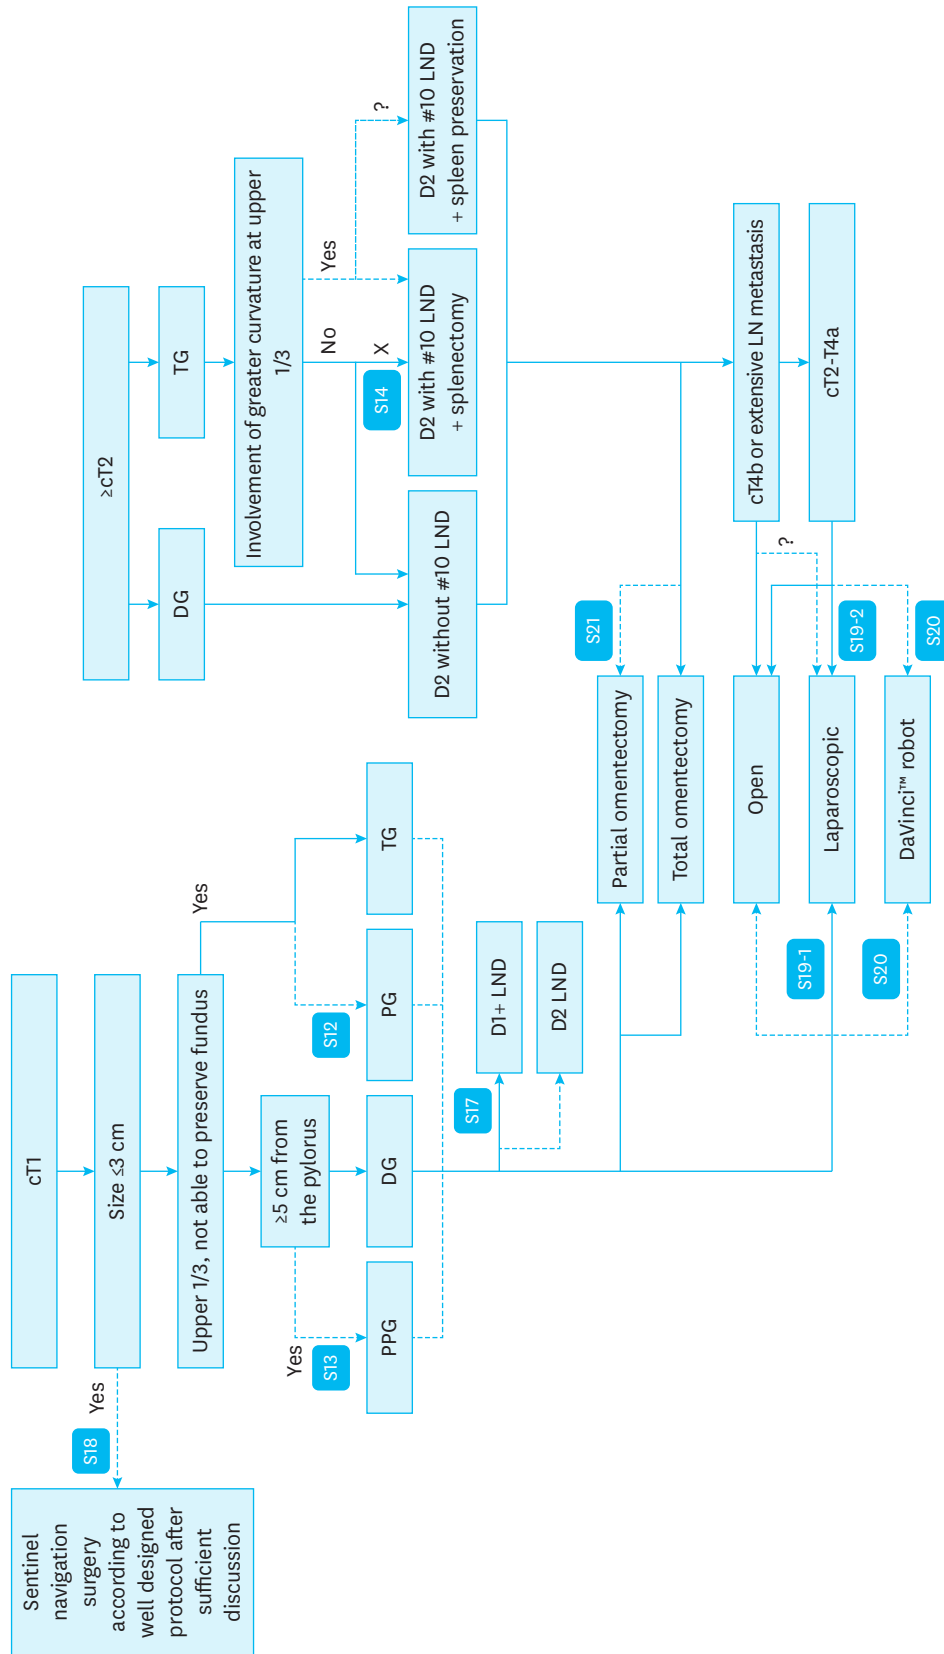 cT1
Size ≤3 cm
Yes
S18
Sentinel
navigation
surgery
according to
well designed
protocol after
sufficient
discussion
Upper 1/3, not able to preserve fundus
Yes
≥5 cm from
the pylorus
Yes
S13
S12
PPG
DG
PG
TG
S17
D1+ LND
D2 LND
≥cT2
DG
TG
Involvement of greater curvature at upper
1/3
No
Yes
S14
X
?
D2 without #10 LND
D2 with #10 LND
+ splenectomy
D2 with #10 LND
+ spleen preservation
S21
Partial omentectomy
Total omentectomy
cT4b or extensive LN metastasis
cT2-T4a
?
S19-1
S20
Open
Laparoscopic
DaVinci™ robot
S19-2
S20